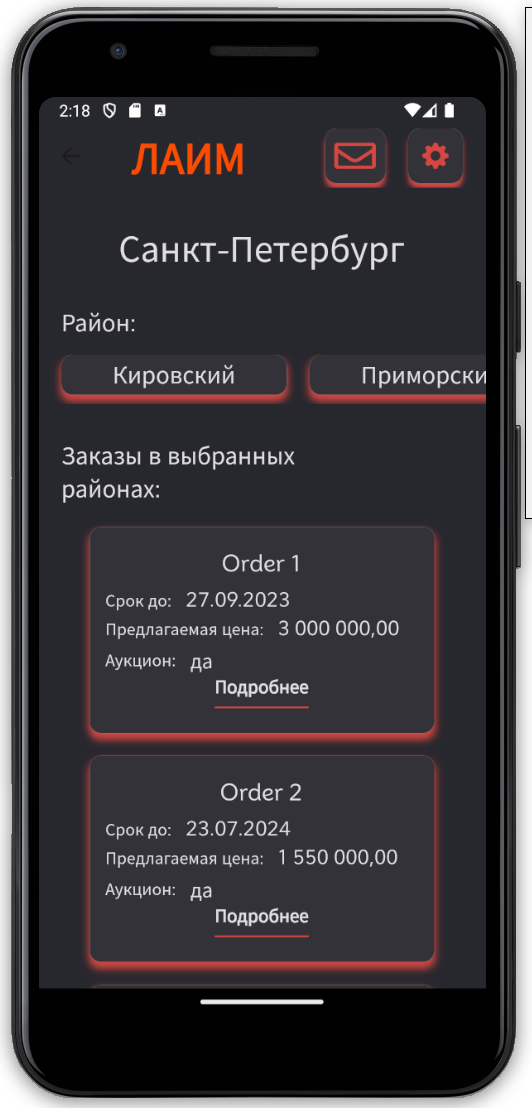 2:18
ЛАИМ
Санкт-Петербург
Район:
Кировский
Приморски
Заказы в выбранных
районах:
Order 1
Срок до: 27.09.2023
Предлагаемая цена: 3 000 000,00
Аукцион: да
Подробнее
Order 2
Срок до: 23.07.2024
Предлагаемая цена: 1 550 000,00
Аукцион: да
Подробнее